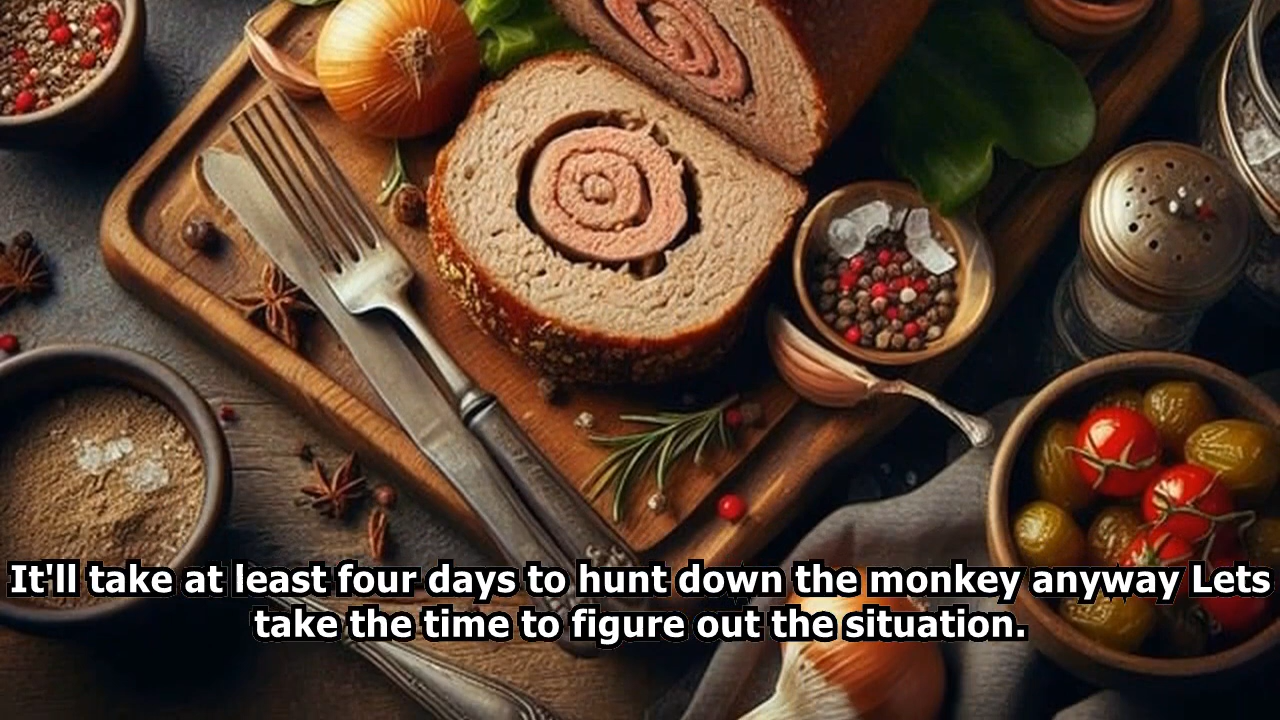 It'll take at least four days to hunt down the monkey anyway Lets
take the time to figure out the situation.